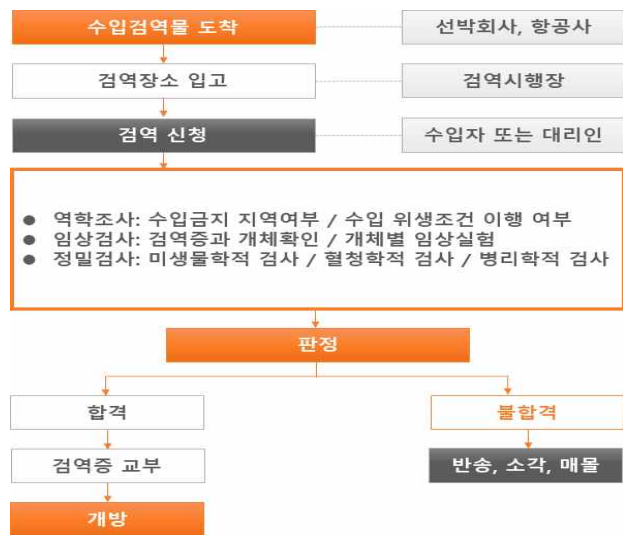 수입검역물 도착
선박회사, 항공사
검역장소 입고
검역시행장
검역 신청
수입자 또는 대리인
● 역학조사: 수입금지 지역여부 / 수입 위생조건 이행 여부
● 임상검사: 검역증과 개체확인 / 개체별 임상실험
● 정밀검사: 미생물학적 검사 / 혈청학적 검사 / 병리학적 검사
판정
합격
불합격
검역증 교부
반송, 소각, 매몰
개방